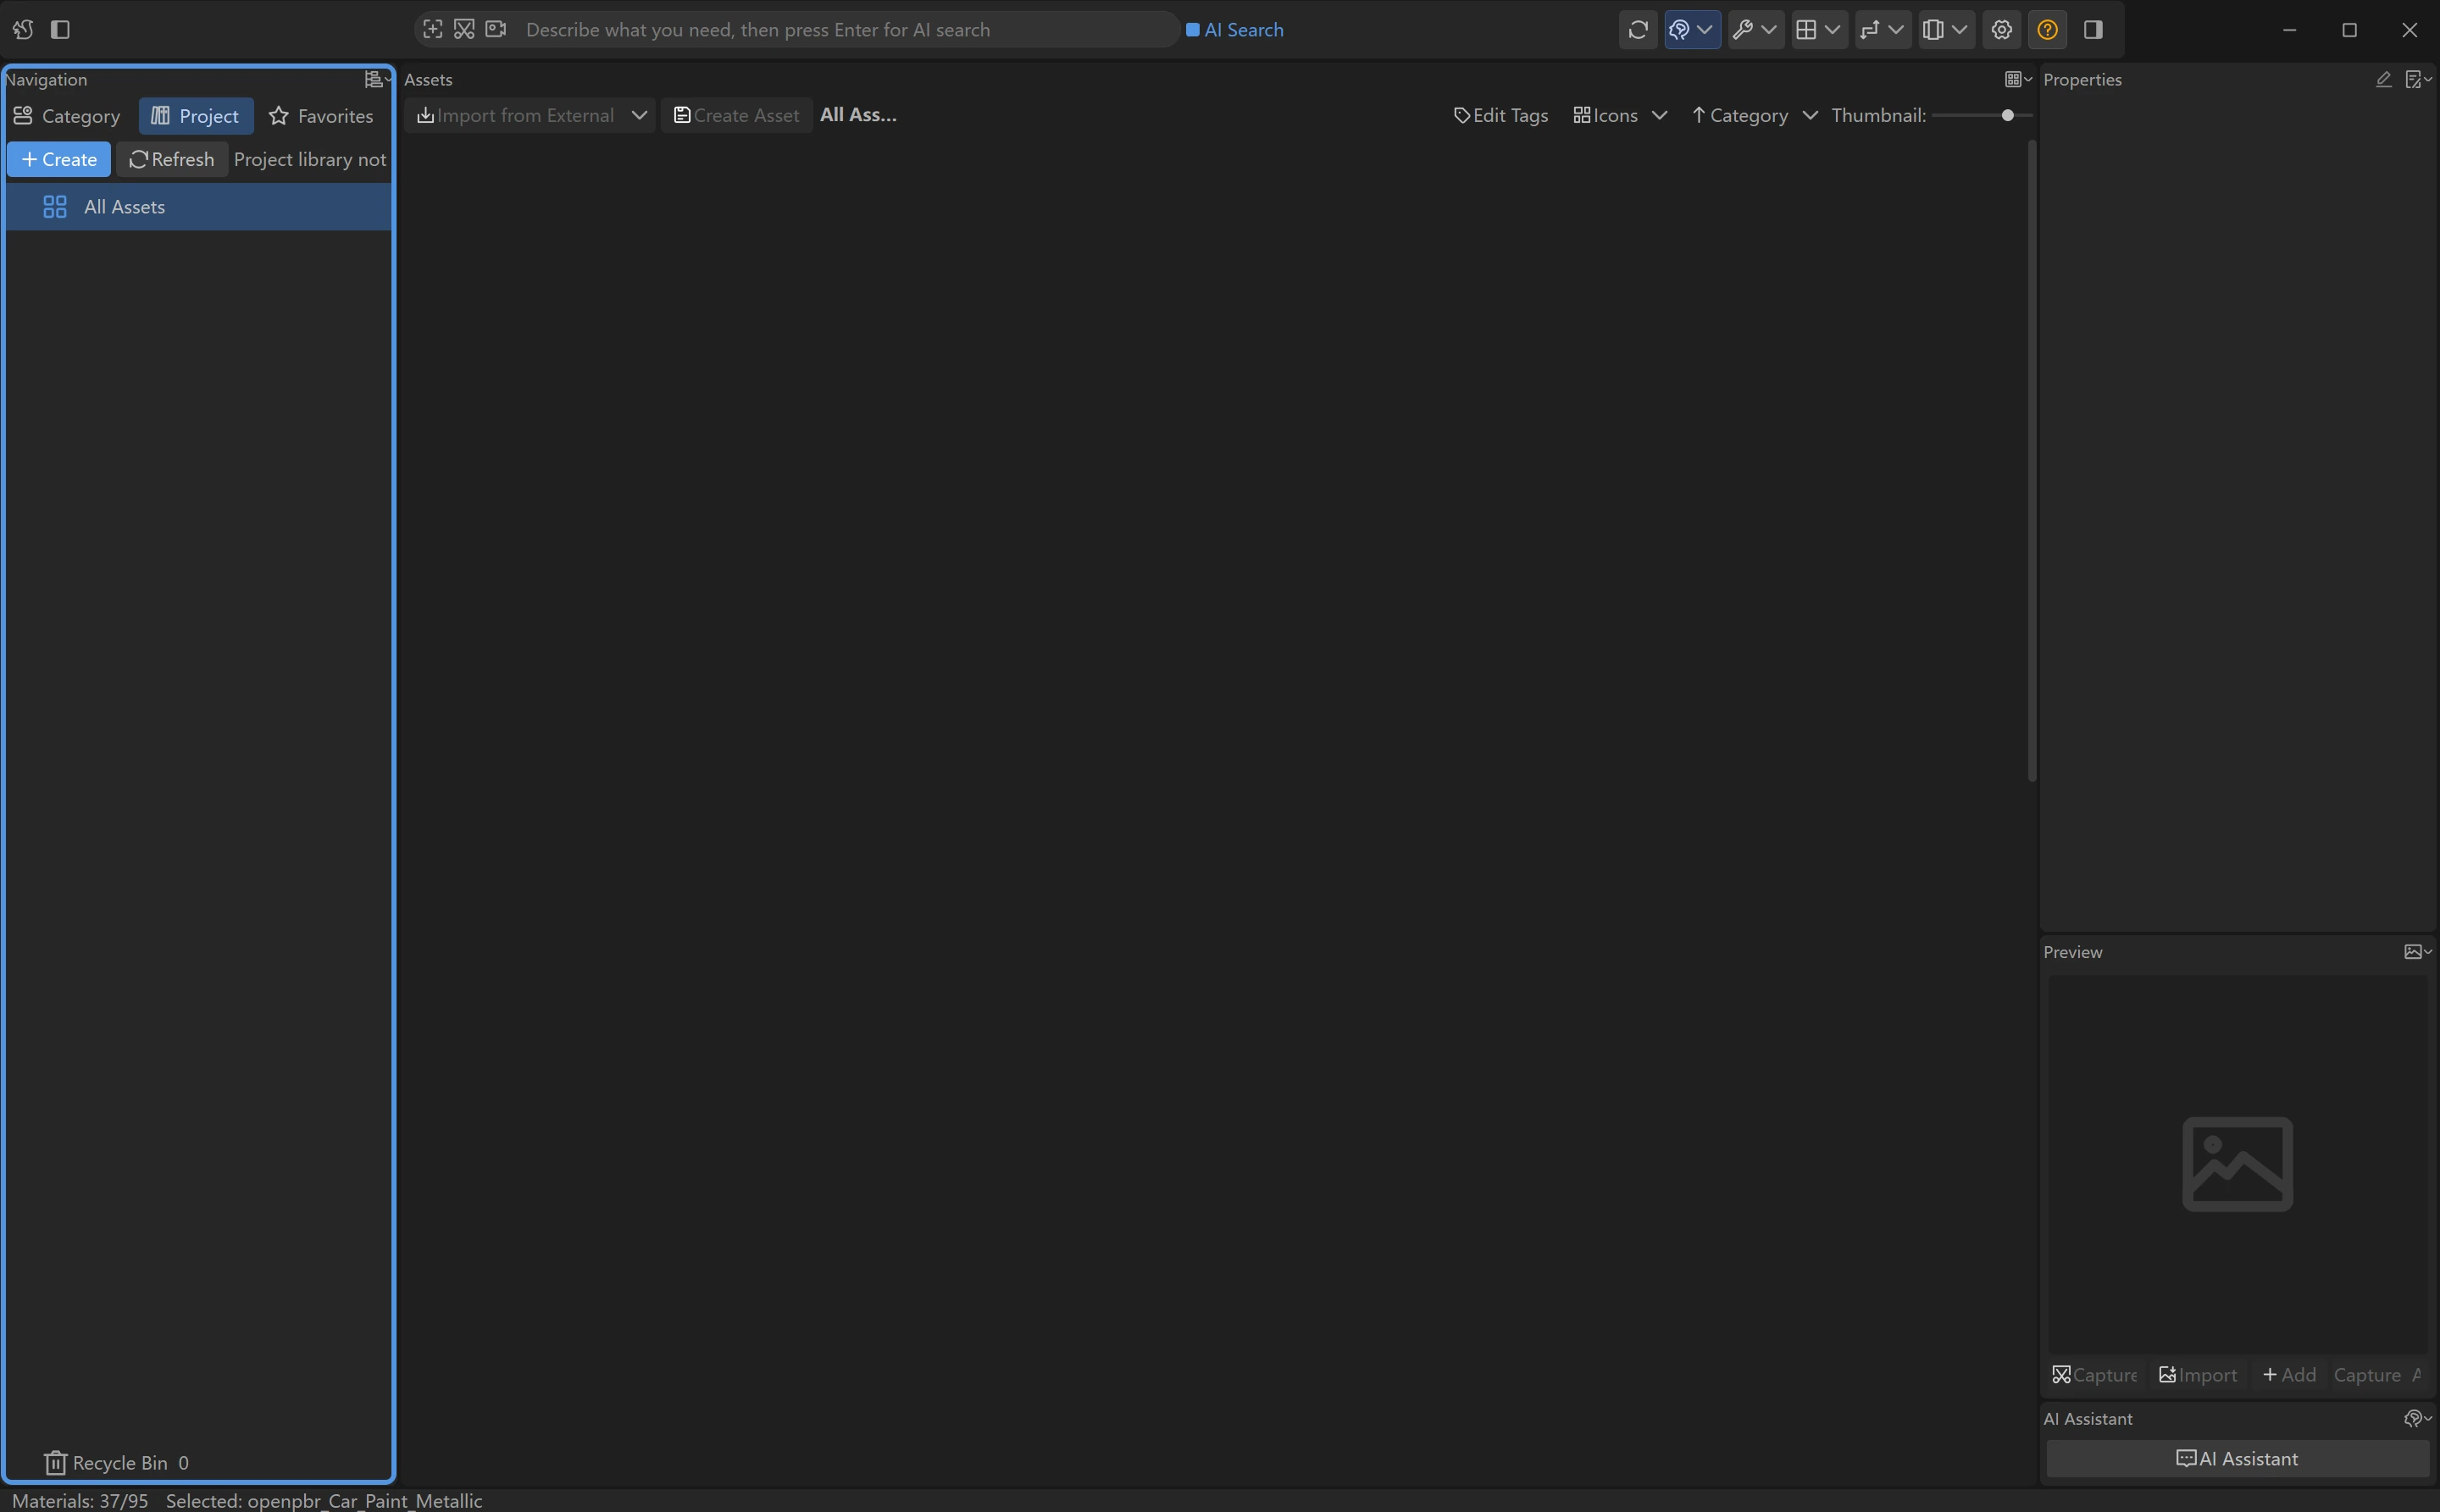 Describe what you need, then press Enter for AI search
AI Search
Navigation
Category
Project
Favorites
Create
Refresh
Project library not
All Assets
Recycle Bin 0
Assets
Import from External
Create Asset
All Ass...
Edit Tags
Icons
Category
Thumbnail:
Properties
Preview
Capture
Import
Add
Capture A
AI Assistant
AI Assistant
Materials: 37/95 Selected: openpbr_Car_Paint_Metallic